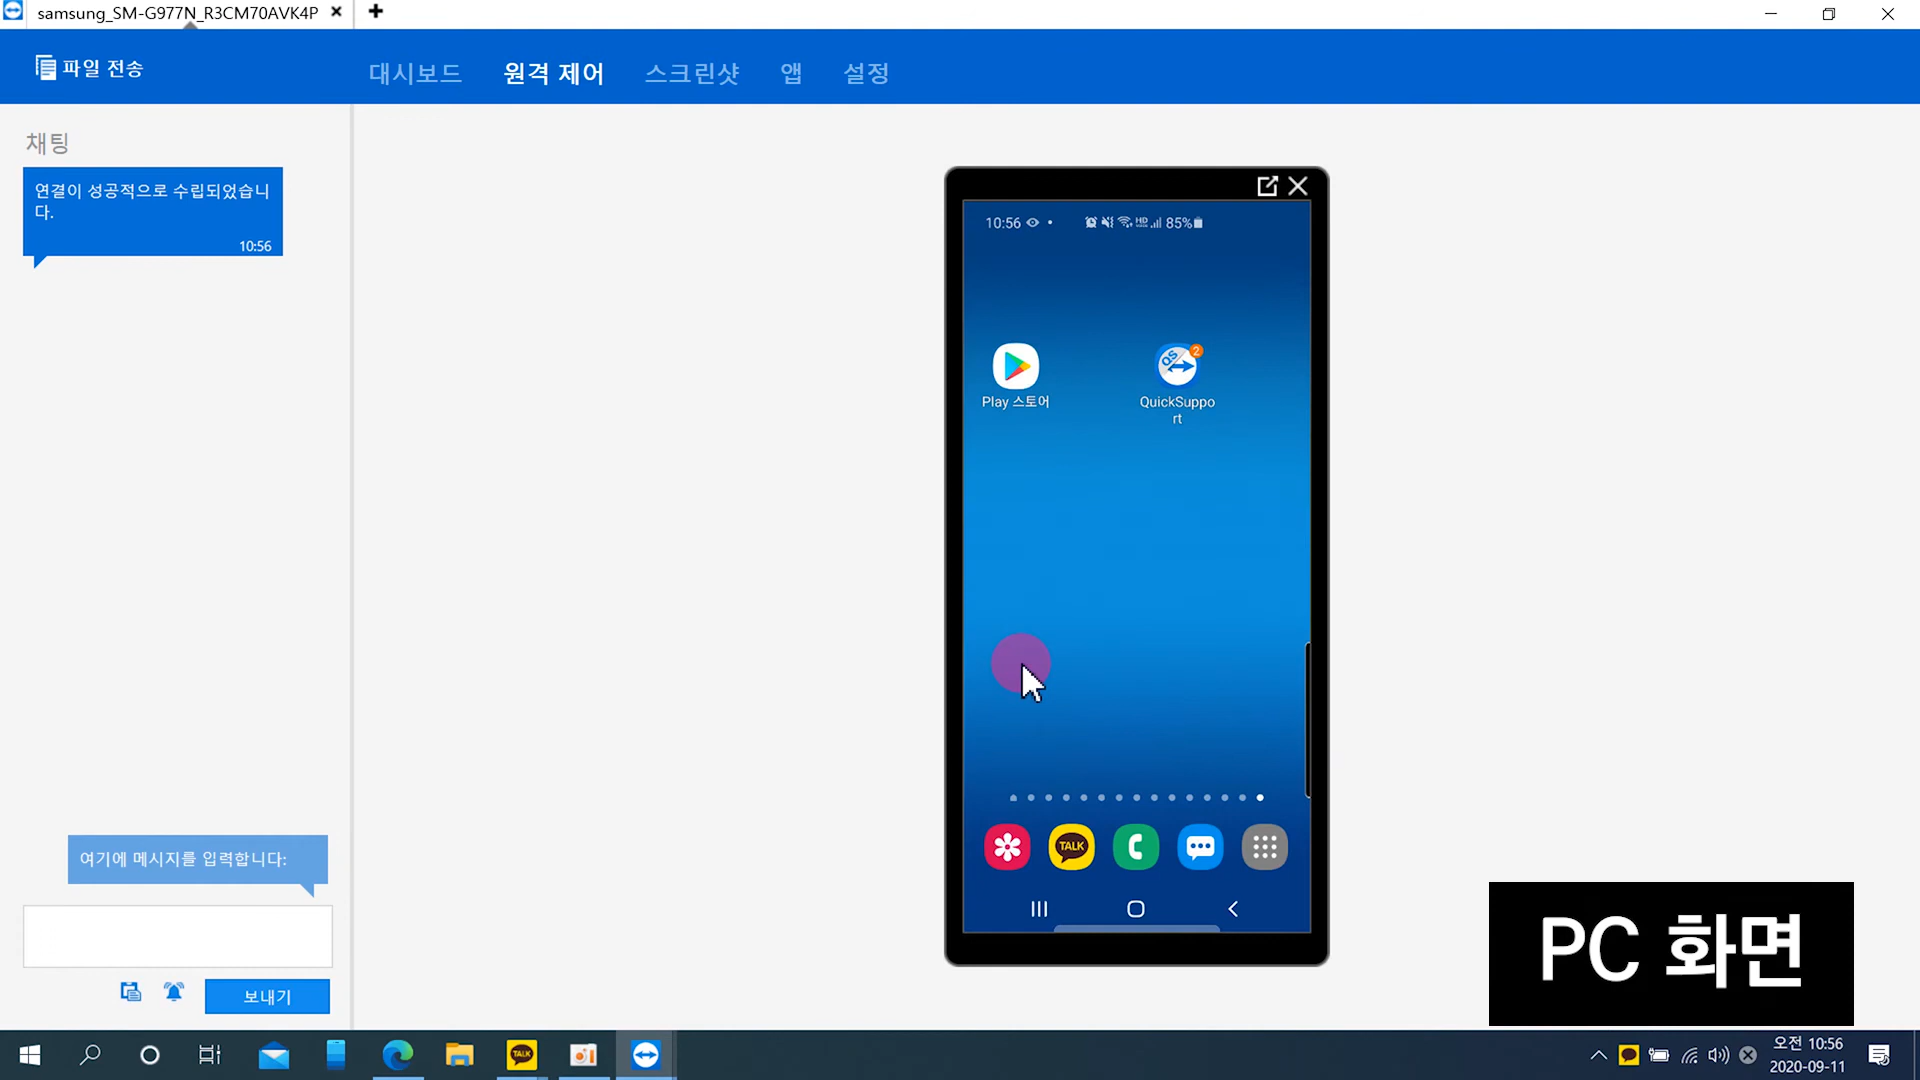 samsung_SM-G977N_R3CM70AVK4P
파일 전송
대시보드
원격 제어
스크린샷
앱
설정
채팅
연결이 성공적으로 수립되었습니
다.
10:56
10:56
85%
2
Play 스토어
QuickSuppo
rt
TALK
여기에 메시지를 입력합니다:
보내기
PC 화면
TALK
오전 10:56
2020-09-11